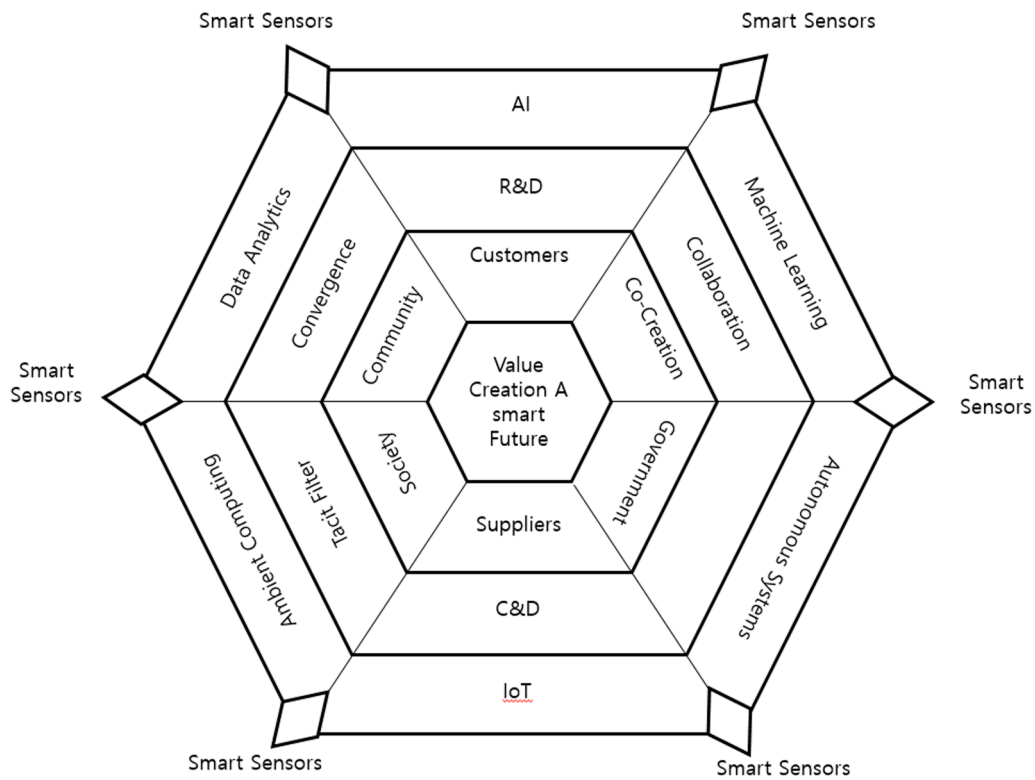 Smart Sensors
Smart Sensors
AI
R&D
Customers
Data Analytics
Convergence
Community
Co-Creation
Collaboration
Machine Learning
Smart
Sensors
Value
Creation A
smart
Future
Smart
Sensors
Ambient Computing
Tacit Filter
Society
Government
Autonomous Systems
Suppliers
C&D
IoT
Smart Sensors
Smart Sensors